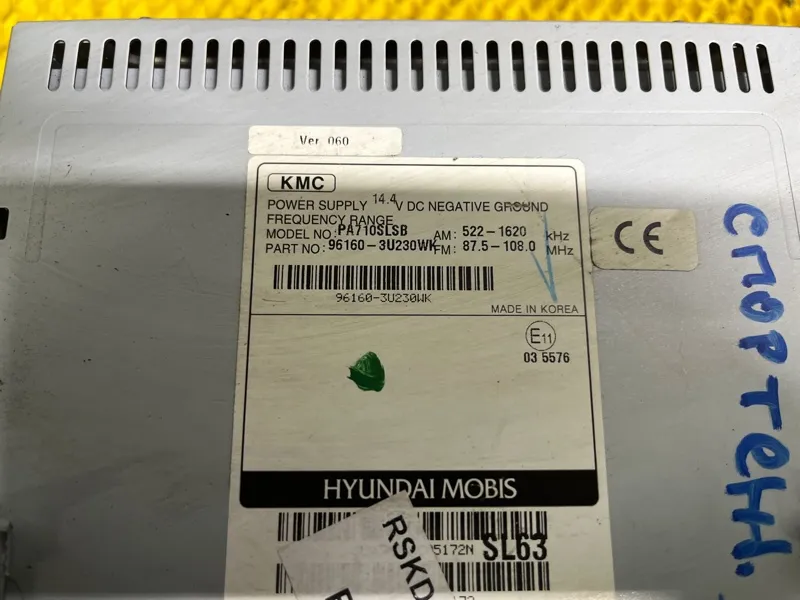 Ver. 060
KMC
POWER SUPPLY 14.4 V DC NEGATIVE GROUND
FREQUENCY RANGE
MODEL NO: PA710SLSB AM: 522-1620 KHz
PART NO: 96160-3U230WK FM: 87.5-108.0 MHz
96160-3U230WK
MADE IN KOREA
CE
E11
03 5576
HYUNDAI MOBIS
5172N SL63
RSKD
СПОРТЕЙ.